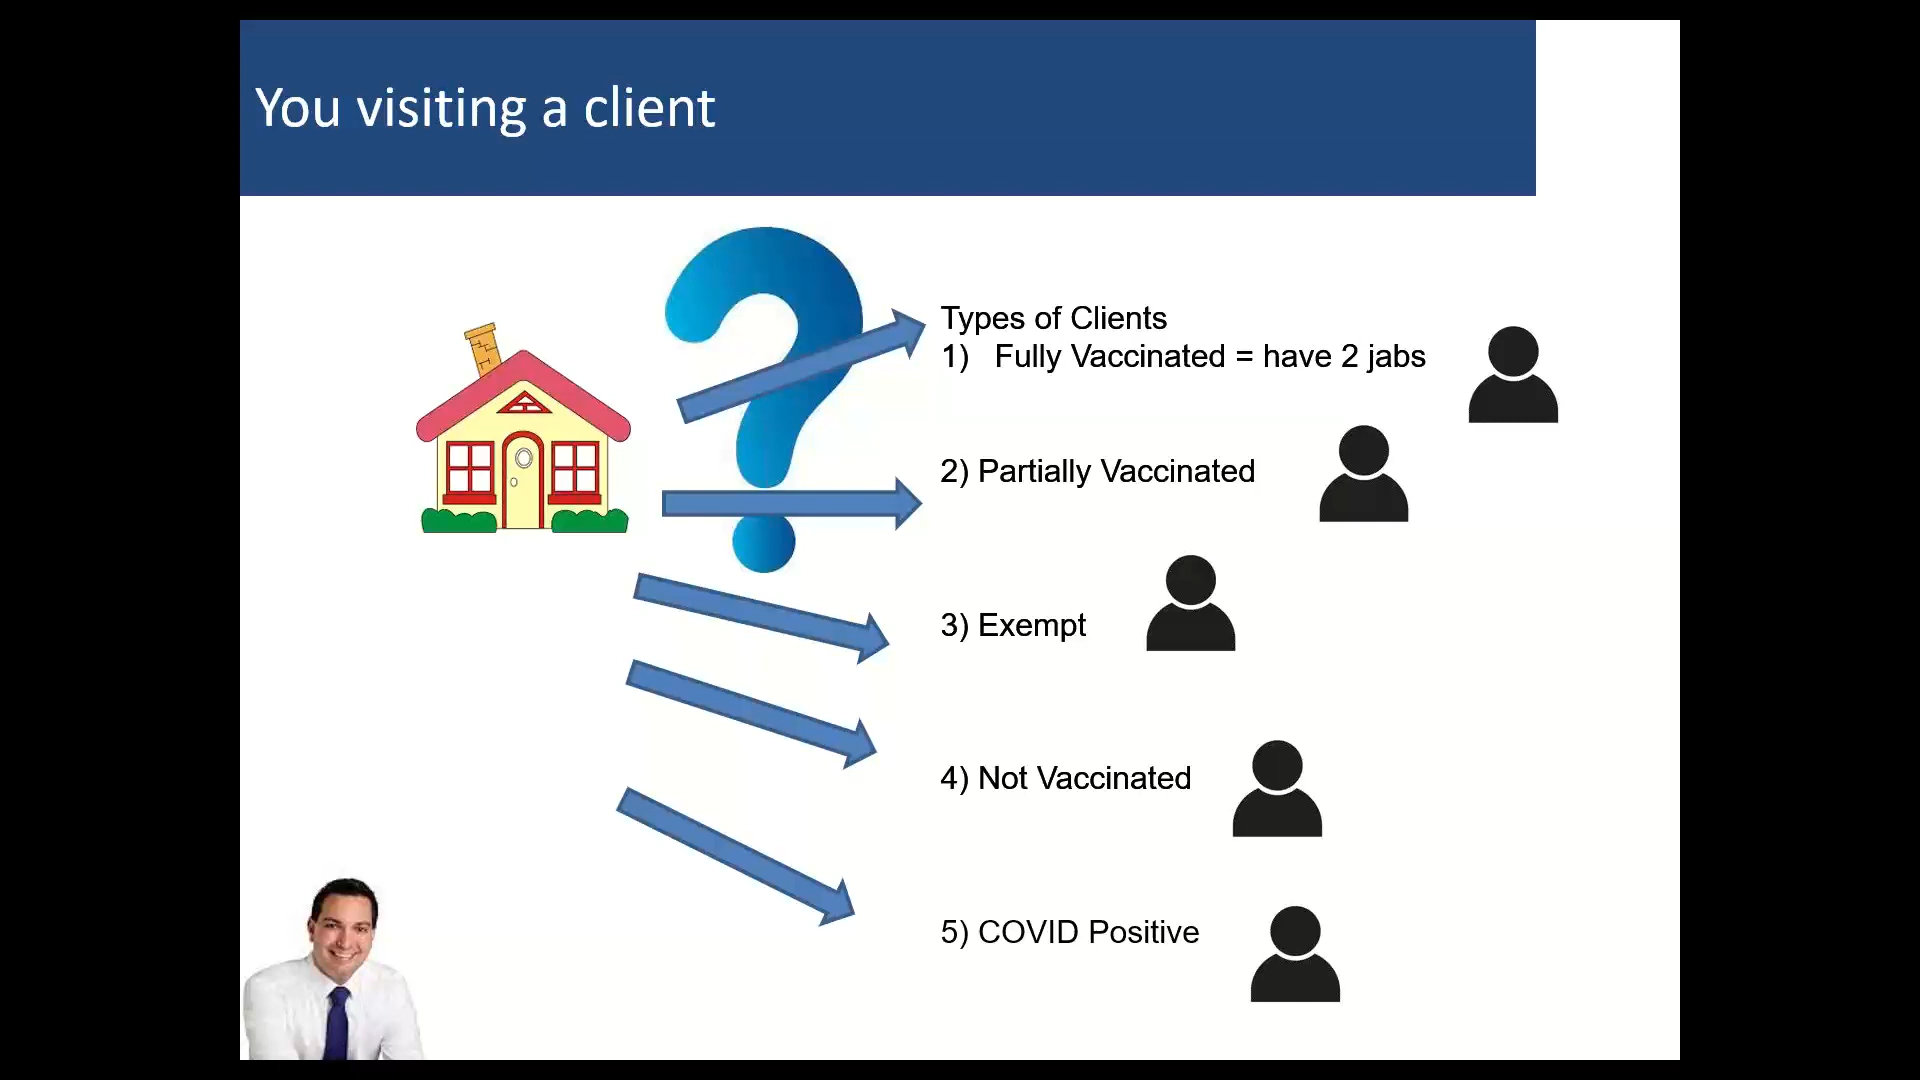 You visiting a client
Types of Clients
1) Fully Vaccinated = have 2 jabs
2) Partially Vaccinated
3) Exempt
4) Not Vaccinated
5) COVID Positive